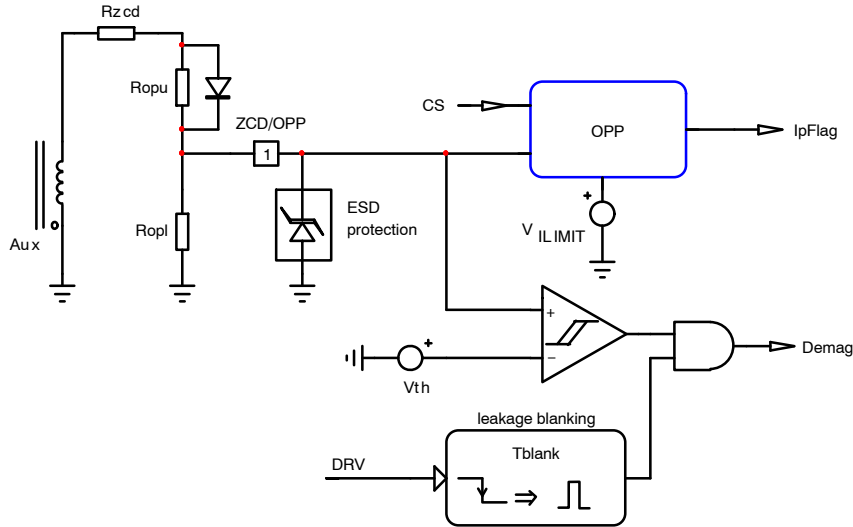 Rzcd
Ropu
ZCD/OPP
1
CS
OPP
IpFlag
Aux
Ropl
ESD
protection
+
V ILIMIT
+
−
+
Vth
Demag
leakage blanking
Tblank
DRV